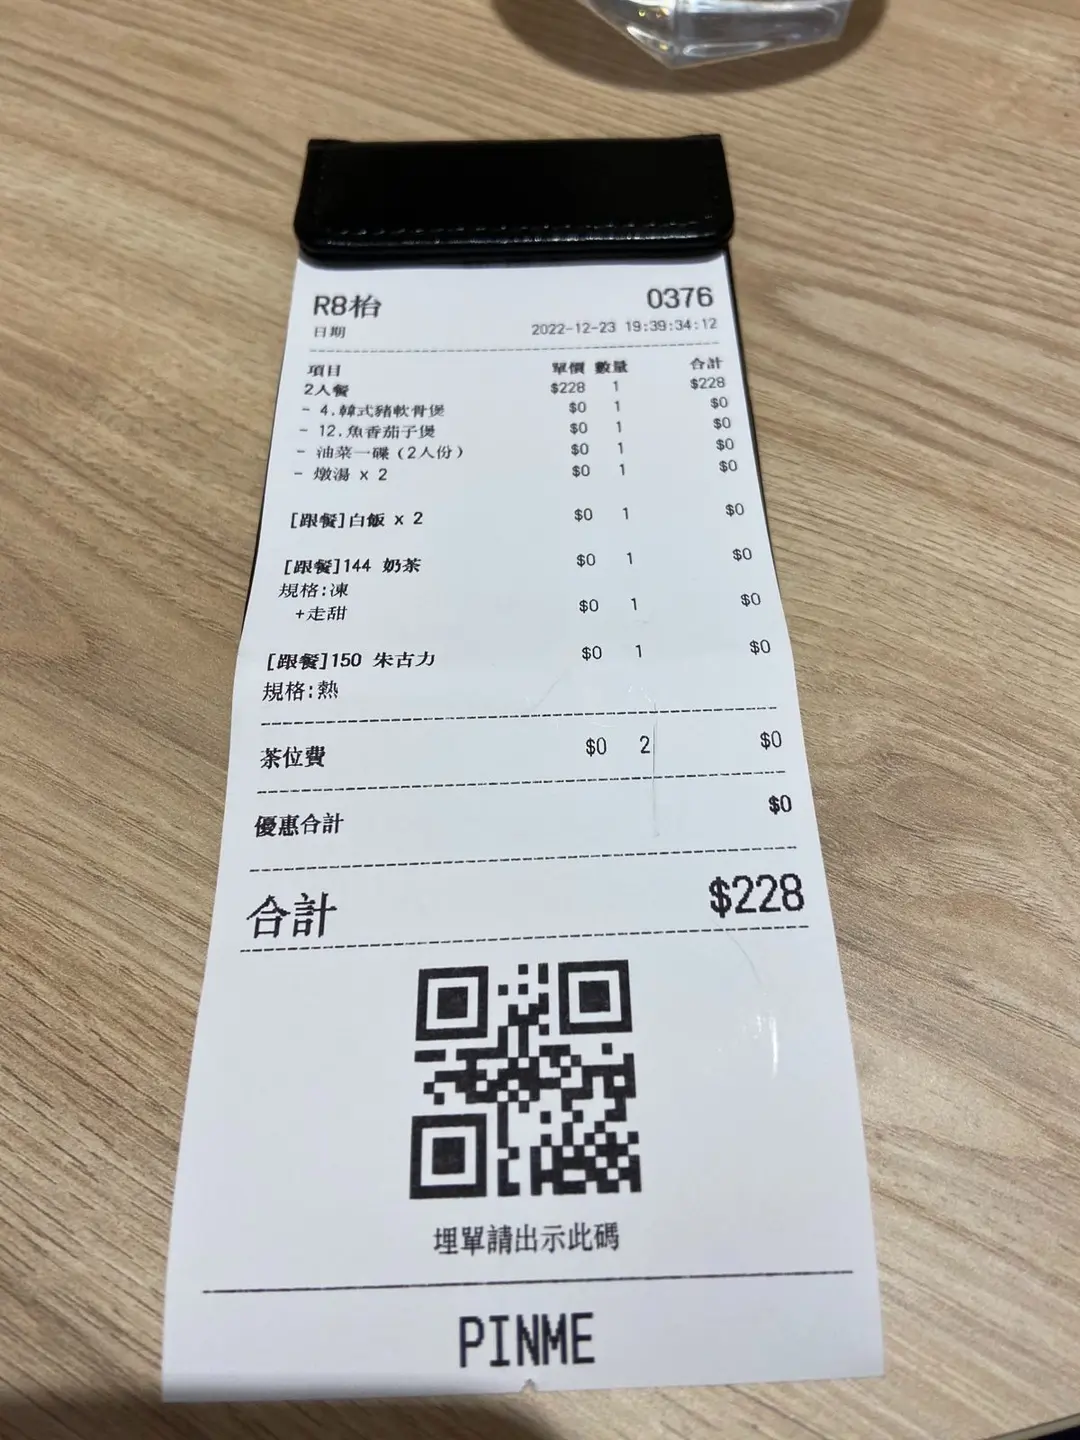 R8枱 0376
日期 2022-12-23 19:39:34:12
項目 單價 數量 合計
2人餐 $228 1 $228
- 4.韓式豬軟骨煲 $0 1 $0
- 12.魚香茄子煲 $0 1 $0
- 油菜一碟(2人份) $0 1 $0
- 燉湯 x 2 $0 1 $0
[跟餐]白飯 x 2 $0 1 $0
[跟餐]144 奶茶 $0 1 $0
規格:凍
+走甜 $0 1 $0
[跟餐]150 朱古力 $0 1 $0
規格:熱
茶位費 $0 2 $0
優惠合計 $0
合計 $228
埋單請出示此碼
PINME